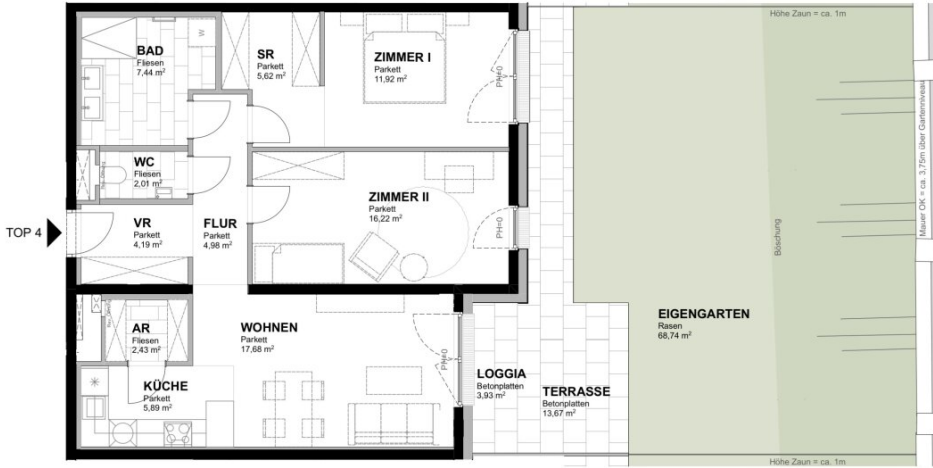 Höhe Zaun = ca. 1m
BAD
Fliesen
7,44 m²
W
SR
Parkett
5,62 m²
ZIMMER I
Parkett
11,92 m²
PH=0
Mauer OK = ca. 3,75m über Gartenniveau
WC
Fliesen
2,01 m²
ZIMMER II
Parkett
16,22 m²
PH=0
TOP 4
VR
Parkett
4,19 m²
FLUR
Parkett
4,98 m²
Böschung
EIGENGARTEN
Rasen
68,74 m²
AR
Fliesen
2,43 m²
WOHNEN
Parkett
17,68 m²
PH=0
KÜCHE
Parkett
5,89 m²
LOGGIA
Betonplatten
3,93 m²
TERRASSE
Betonplatten
13,67 m²
Höhe Zaun = ca. 1m